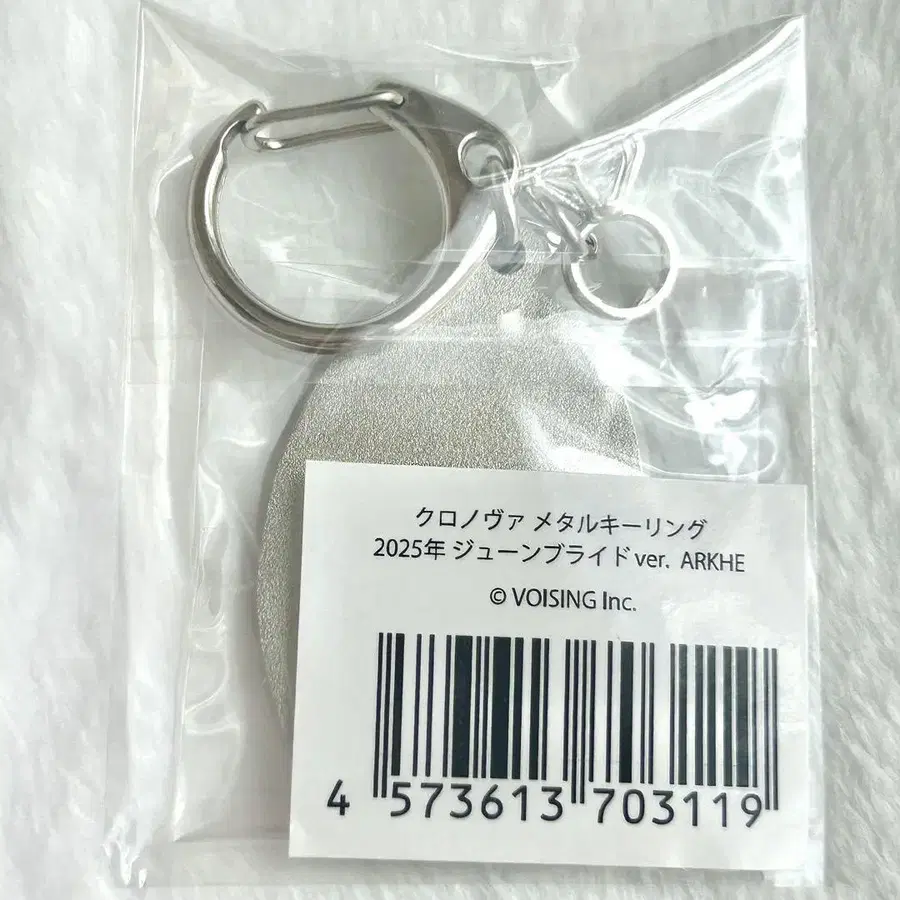 クロノヴァ メタルキーリング
2025年 ジューンブライドver. ARKHE
© VOISING Inc.
4 573613 703119